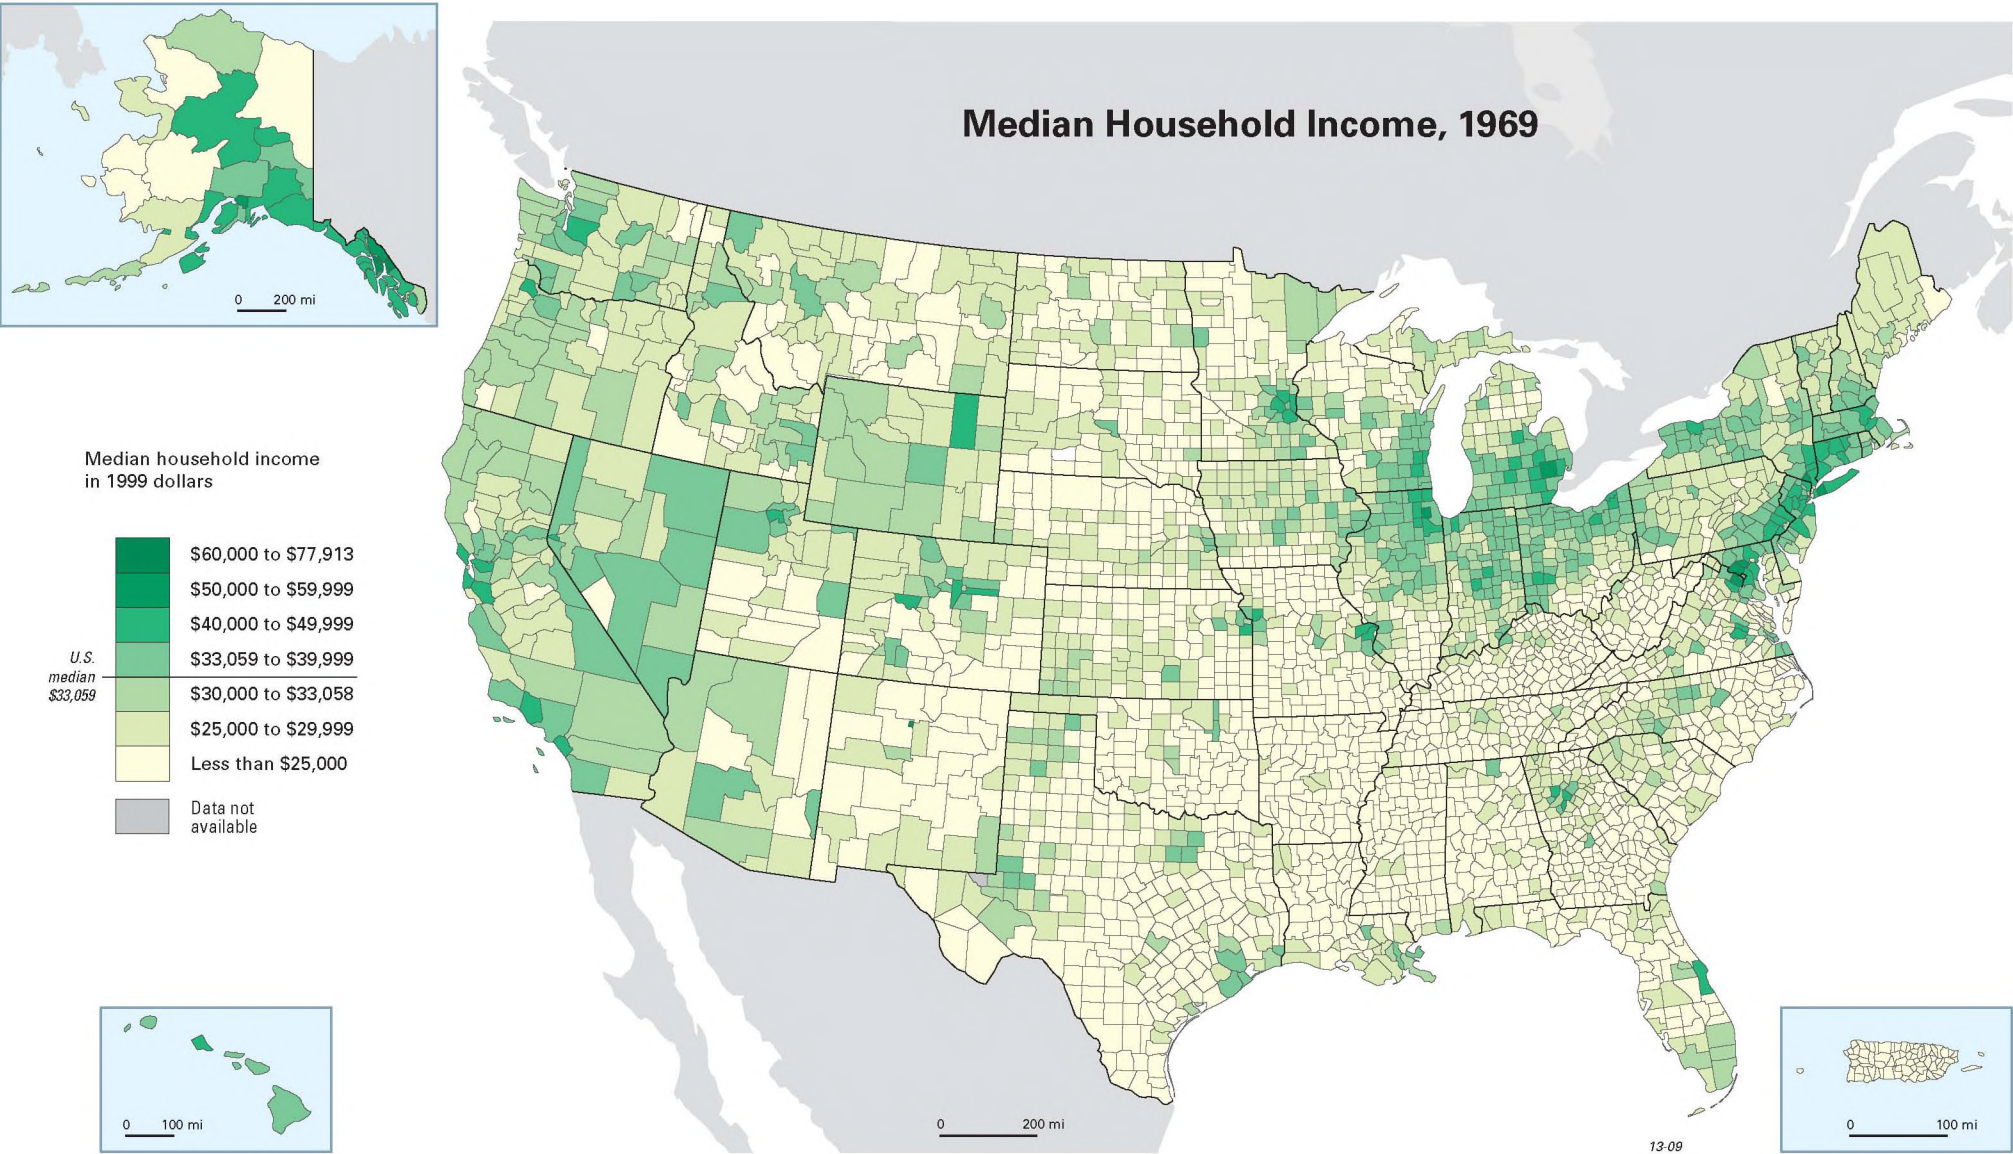 Median Household Income, 1969
0 200 mi
Median household income
in 1999 dollars
$60,000 to $77,913
$50,000 to $59,999
$40,000 to $49,999
$33,059 to $39,999
U.S.
median
$33,059
$30,000 to $33,058
$25,000 to $29,999
Less than $25,000
Data not
available
0 100 mi
0 200 mi
13-09
0 100 mi